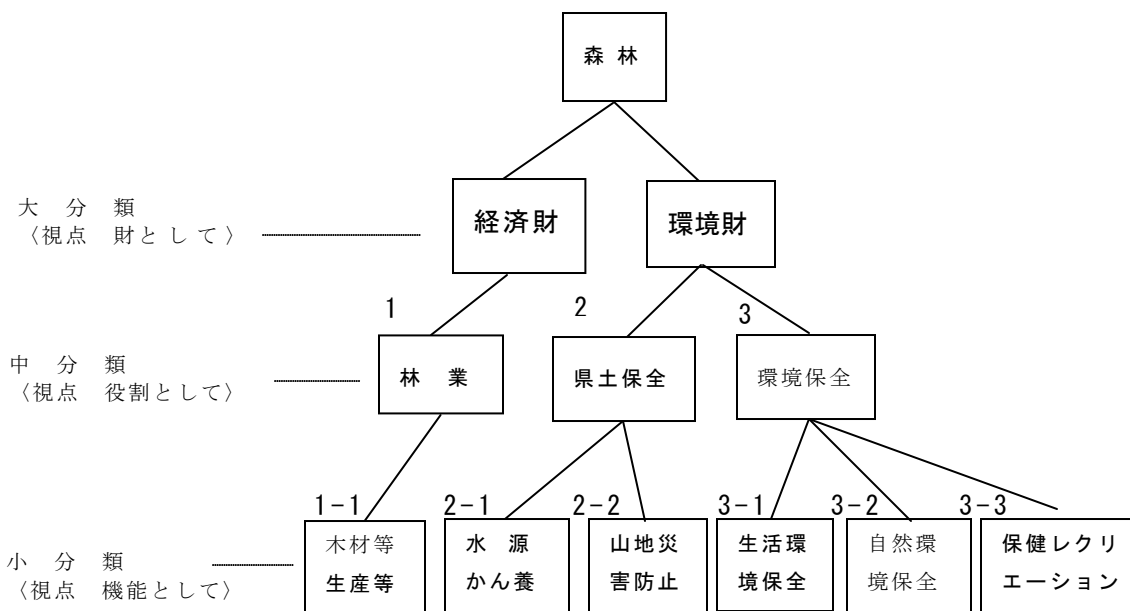 森 林
経済財
環境財
大 分 類
〈視点 財として〉
1
2
3
林 業
県土保全
環境保全
中 分 類
〈視点 役割として〉
1-1
2-1
2-2
3-1
3-2
3-3
木材等
生産等
水 源
かん養
山地災
害防止
生活環
境保全
自然環
境保全
保健レクリ
エーション
小 分 類
〈視点 機能として〉